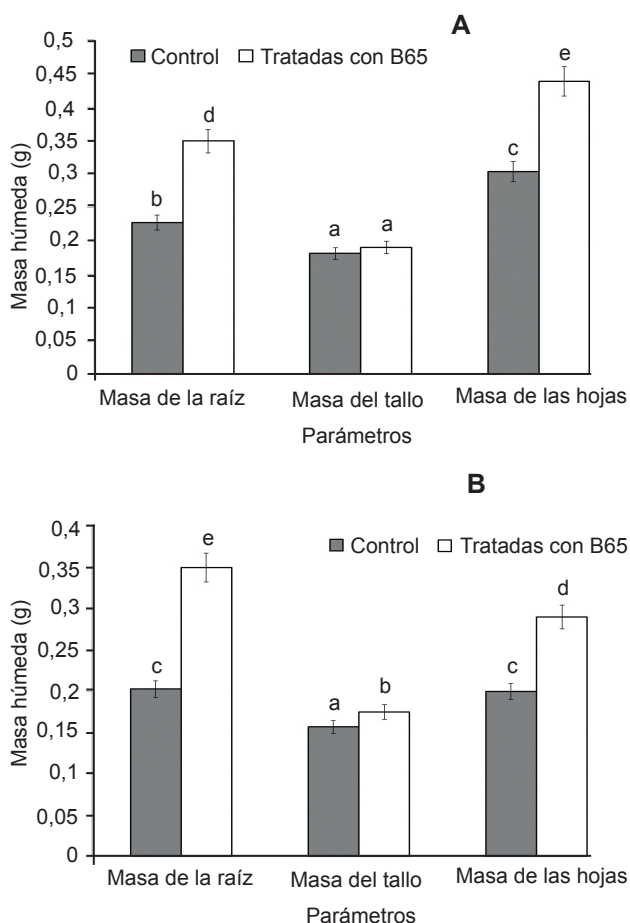 A
Control Tratadas con B65
Masa húmeda (g)
0,5
0,45
0,4
0,35
0,3
0,25
0,2
0,15
0,1
0,05
0
b
d
a
a
c
e
Masa de la raíz
Masa del tallo
Masa de las hojas
Parámetros
B
Control Tratadas con B65
Masa húmeda (g)
0,4
0,35
0,3
0,25
0,2
0,15
0,1
0,05
0
c
e
a
b
c
d
Masa de la raíz
Masa del tallo
Masa de las hojas
Parámetros